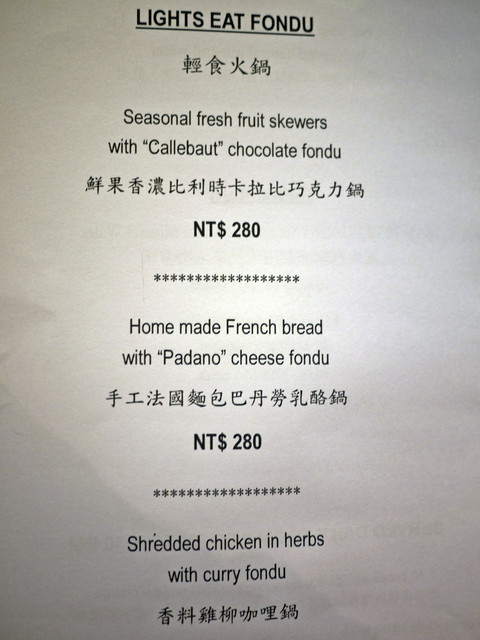 LIGHTS EAT FONDU
輕食火鍋
Seasonal fresh fruit skewers
with “Callebaut” chocolate fondu
鮮果香濃比利時卡拉比巧克力鍋
NT$ 280
******************
Home made French bread
with “Padano” cheese fondu
手工法國麵包巴丹勞乳酪鍋
NT$ 280
******************
Shredded chicken in herbs
with curry fondu
香料雞柳咖哩鍋